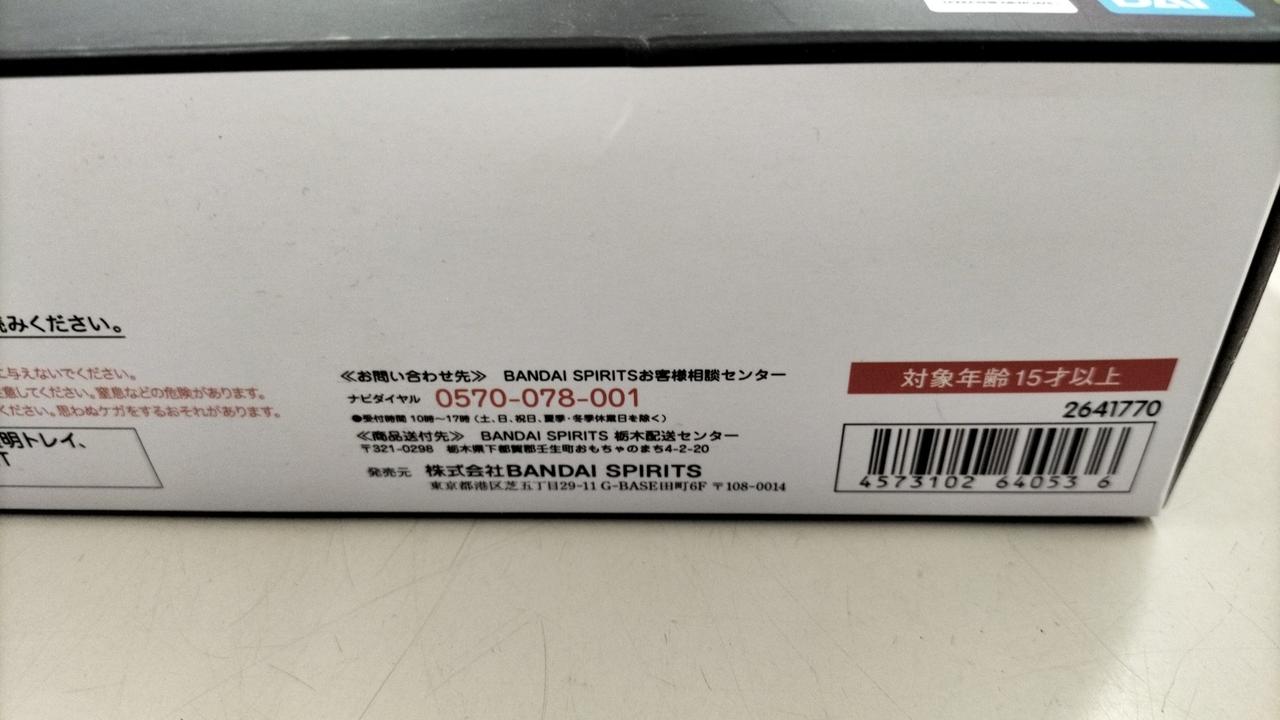 みください。
与えないでください。
意してください。窒息などの危険があります。
ください。思わぬケガをするおそれがあります。
明トレイ、
T
≪お問い合わせ先≫ BANDAI SPIRITSお客様相談センター
ナビダイヤル 0570-078-001
●受付時間 10時～17時（土、日、祝日、夏季・冬季休業日を除く）
≪商品送付先≫ BANDAI SPIRITS 栃木配送センター
〒321-0298 栃木県下都賀郡壬生町おもちゃのまち4-2-20
発売元 株式会社BANDAI SPIRITS
東京都港区芝五丁目29-11 G-BASE田町6F 〒108-0014
対象年齢 15才以上
2641770
4573102 64053 6